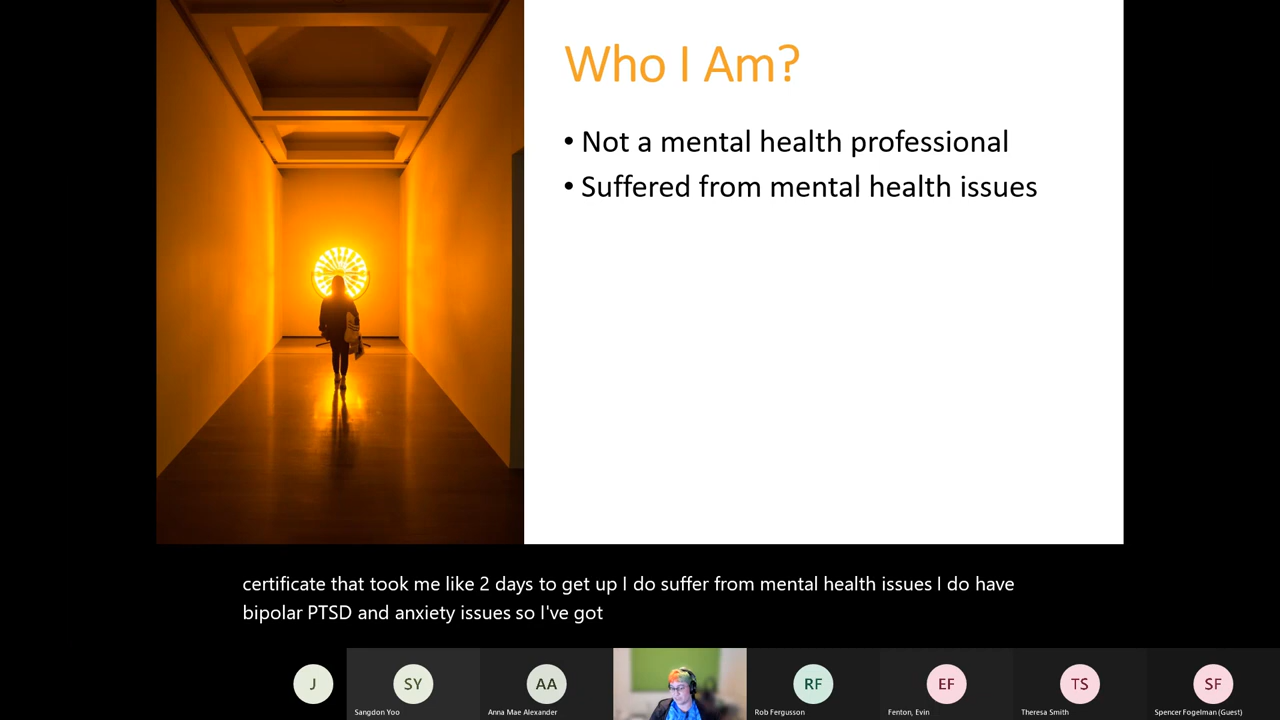 Who I Am?
• Not a mental health professional
• Suffered from mental health issues
certificate that took me like 2 days to get up I do suffer from mental health issues I do have
bipolar PTSD and anxiety issues so I've got
J
SY
AA
RF
EF
TS
SF
Sangdon Yoo
Anna Mae Alexander
Rob Fergusson
Fenton, Evin
Theresa Smith
Spencer Fogelman (Guest)